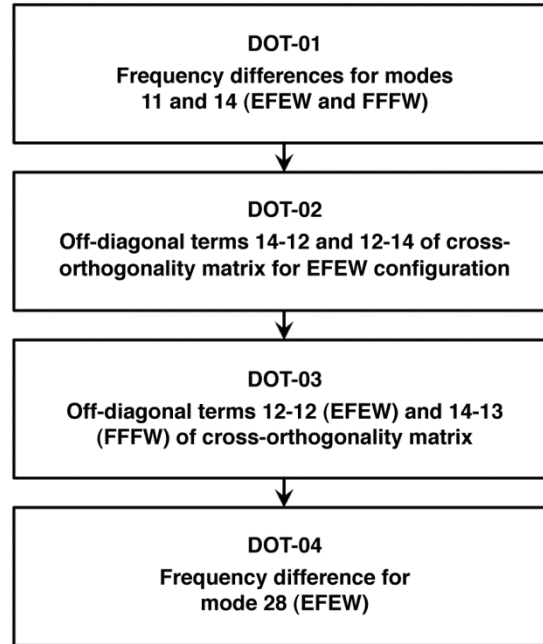 DOT-01
Frequency differences for modes
11 and 14 (EFEW and FFFW)
DOT-02
Off-diagonal terms 14-12 and 12-14 of cross-
orthogonality matrix for EFEW configuration
DOT-03
Off-diagonal terms 12-12 (EFEW) and 14-13
(FFFW) of cross-orthogonality matrix
DOT-04
Frequency difference for
mode 28 (EFEW)